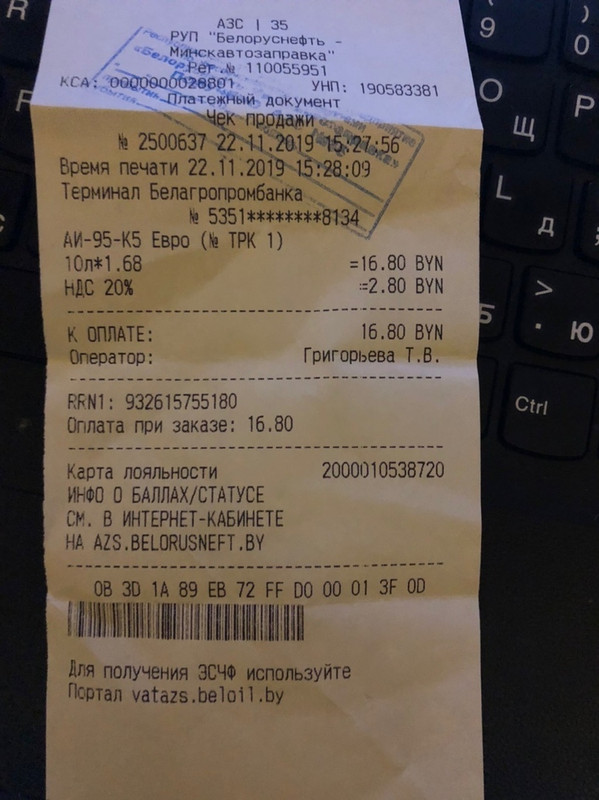 АЗС | 35
РУП "Белоруснефть -
Минскавтозаправка"
Рег.№ 110055951
КСА: 0000000028801 УНП: 190583381
Платежный документ
Чек продажи
№ 2500637 22.11.2019 15:27:56
Время печати 22.11.2019 15:28:09
Терминал Белагропромбанка
№ 5351********8134
АИ-95-К5 Евро (№ ТРК 1)
10л*1.68 =16.80 BYN
НДС 20% =2.80 BYN
К ОПЛАТЕ: 16.80 BYN
Оператор: Григорьева Т.В.
RRN1: 932615755180
Оплата при заказе: 16.80
Карта лояльности 2000010538720
ИНФО О БАЛЛАХ/СТАТУСЕ
СМ. В ИНТЕРНЕТ-КАБИНЕТЕ
НА AZS.BELORUSNEFT.BY
0B 3D 1A 89 EB 72 FF D0 00 01 3F 0D
Для получения ЭСЧФ используйте
Портал vatazs.beloil.by
R
F
9
)
0
O
Щ
P
L
Д
>
.
Ю
Б
Ctrl